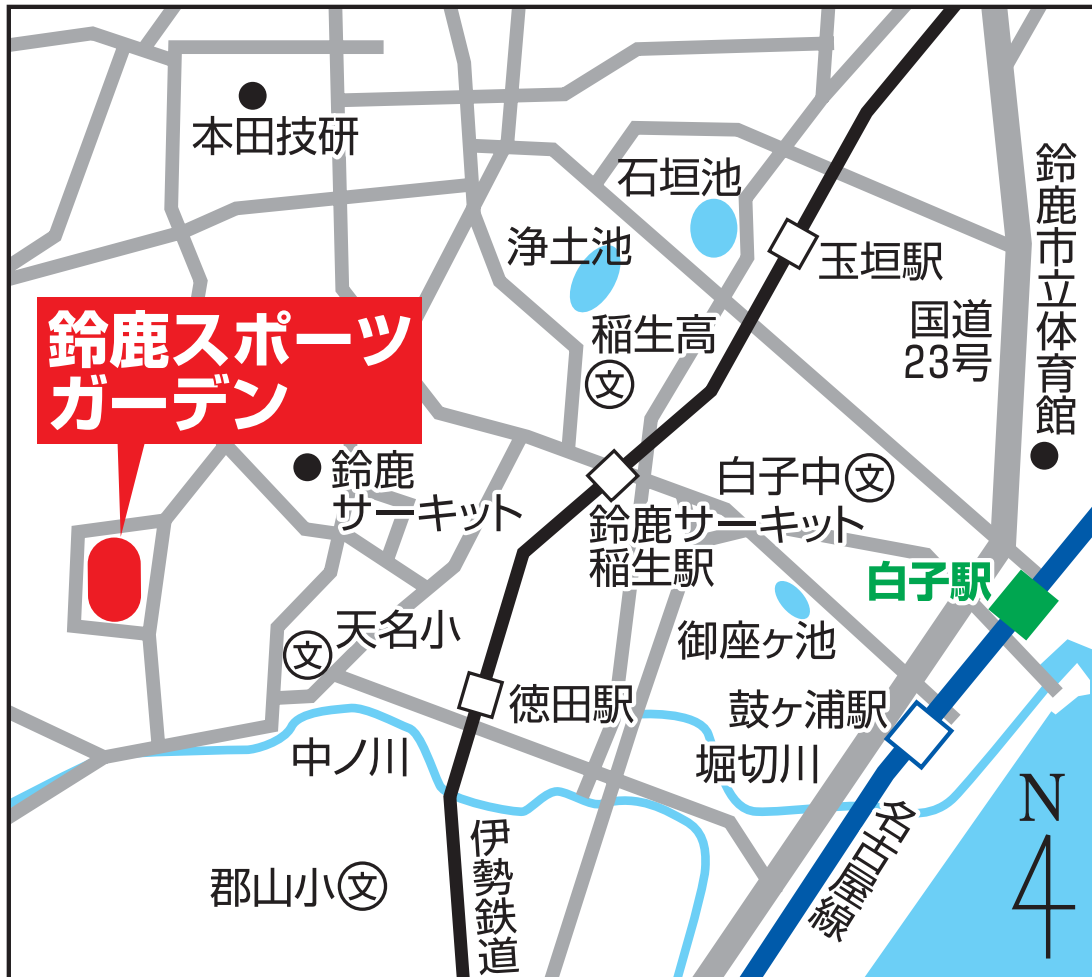 本田技研
石垣池
浄土池
玉垣駅
鈴鹿市立体育館
国道
23号
稲生高
文
鈴鹿スポーツ
ガーデン
鈴鹿
サーキット
白子中
文
鈴鹿サーキット
稲生駅
白子駅
御座ヶ池
天名小
文
徳田駅
鼓ヶ浦駅
堀切川
中ノ川
N
名古屋線
伊勢鉄道
郡山小
文